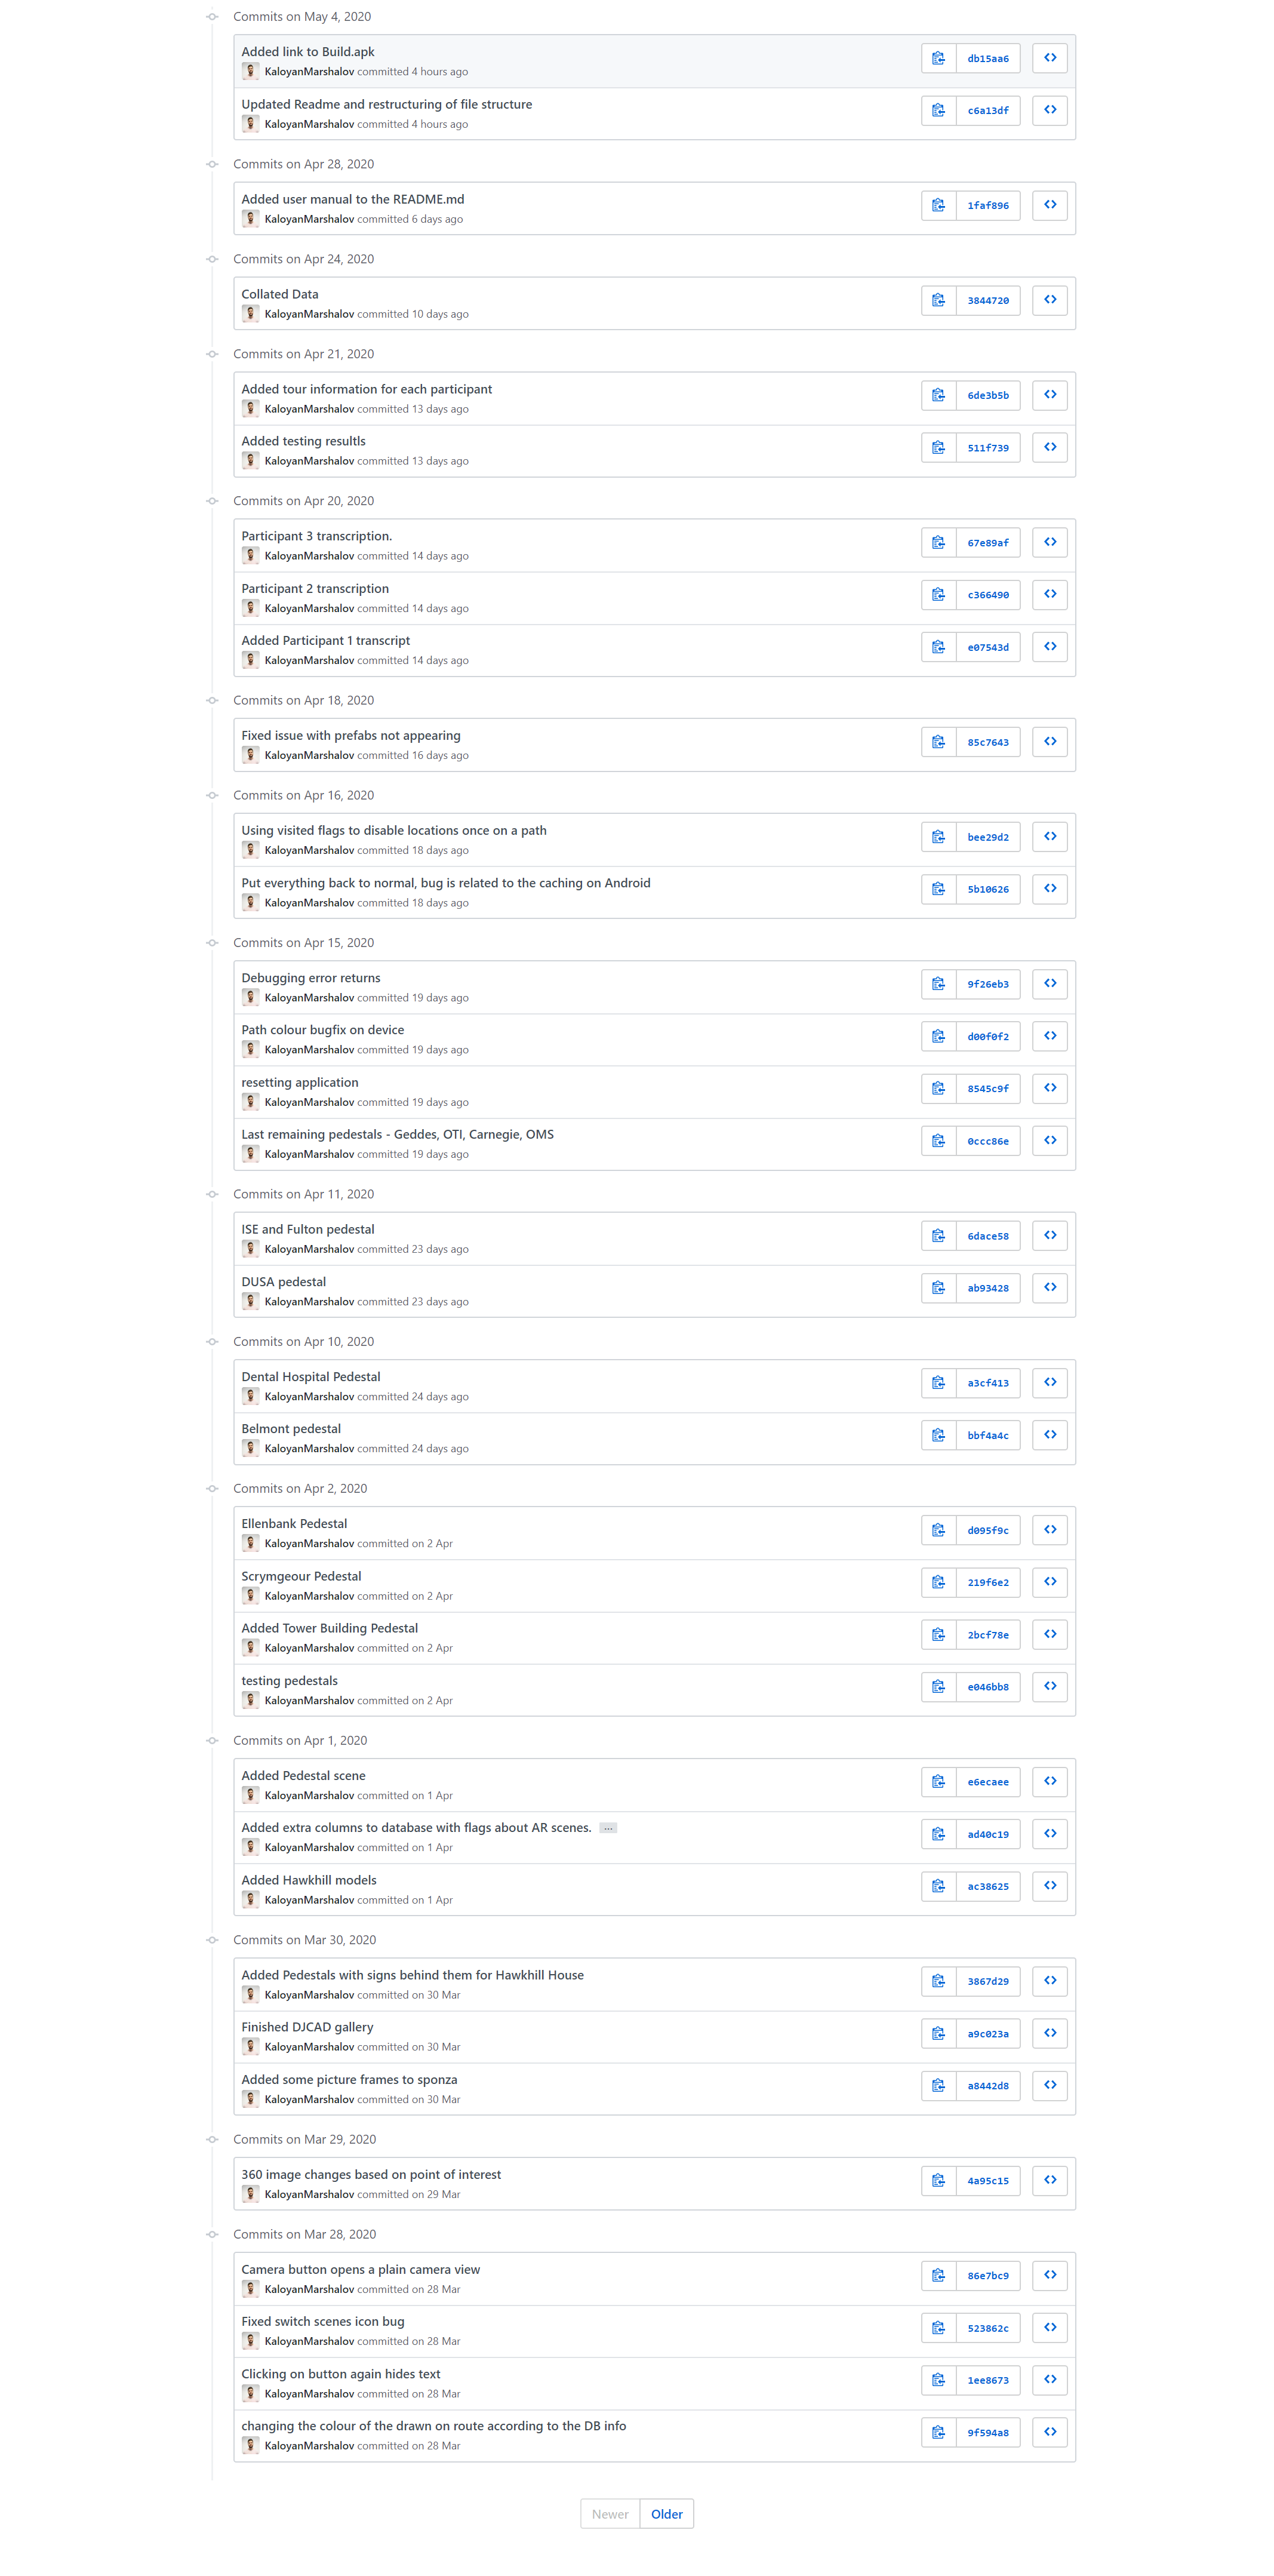 Commits on May 4, 2020
Added link to Build.apk
KaloyanMarshalov committed 4 hours ago
db15aa6
Updated Readme and restructuring of file structure
KaloyanMarshalov committed 4 hours ago
c6a13df
Commits on Apr 28, 2020
Added user manual to the README.md
KaloyanMarshalov committed 6 days ago
1faf896
Commits on Apr 24, 2020
Collated Data
KaloyanMarshalov committed 10 days ago
3844720
Commits on Apr 21, 2020
Added tour information for each participant
KaloyanMarshalov committed 13 days ago
6de3b5b
Added testing resultls
KaloyanMarshalov committed 13 days ago
511f739
Commits on Apr 20, 2020
Participant 3 transcription.
KaloyanMarshalov committed 14 days ago
67e89af
Participant 2 transcription
KaloyanMarshalov committed 14 days ago
c366490
Added Participant 1 transcript
KaloyanMarshalov committed 14 days ago
e07543d
Commits on Apr 18, 2020
Fixed issue with prefabs not appearing
KaloyanMarshalov committed 16 days ago
85c7643
Commits on Apr 16, 2020
Using visited flags to disable locations once on a path
KaloyanMarshalov committed 18 days ago
bee29d2
Put everything back to normal, bug is related to the caching on Android
KaloyanMarshalov committed 18 days ago
5b10626
Commits on Apr 15, 2020
Debugging error returns
KaloyanMarshalov committed 19 days ago
9f26eb3
Path colour bugfix on device
KaloyanMarshalov committed 19 days ago
d00f0f2
resetting application
KaloyanMarshalov committed 19 days ago
8545c9f
Last remaining pedestals - Geddes, OTI, Carnegie, OMS
KaloyanMarshalov committed 19 days ago
0ccc86e
Commits on Apr 11, 2020
ISE and Fulton pedestal
KaloyanMarshalov committed 23 days ago
6dace58
DUSA pedestal
KaloyanMarshalov committed 23 days ago
ab93428
Commits on Apr 10, 2020
Dental Hospital Pedestal
KaloyanMarshalov committed 24 days ago
a3cf413
Belmont pedestal
KaloyanMarshalov committed 24 days ago
bbf4a4c
Commits on Apr 2, 2020
Ellenbank Pedestal
KaloyanMarshalov committed on 2 Apr
d095f9c
Scrymgeour Pedestal
KaloyanMarshalov committed on 2 Apr
219f6e2
Added Tower Building Pedestal
KaloyanMarshalov committed on 2 Apr
2bcf78e
testing pedestals
KaloyanMarshalov committed on 2 Apr
e046bb8
Commits on Apr 1, 2020
Added Pedestal scene
KaloyanMarshalov committed on 1 Apr
e6ecaee
Added extra columns to database with flags about AR scenes. ...
KaloyanMarshalov committed on 1 Apr
ad40c19
Added Hawkhill models
KaloyanMarshalov committed on 1 Apr
ac38625
Commits on Mar 30, 2020
Added Pedestals with signs behind them for Hawkhill House
KaloyanMarshalov committed on 30 Mar
3867d29
Finished DJCAD gallery
KaloyanMarshalov committed on 30 Mar
a9c023a
Added some picture frames to sponza
KaloyanMarshalov committed on 30 Mar
a8442d8
Commits on Mar 29, 2020
360 image changes based on point of interest
KaloyanMarshalov committed on 29 Mar
4a95c15
Commits on Mar 28, 2020
Camera button opens a plain camera view
KaloyanMarshalov committed on 28 Mar
86e7bc9
Fixed switch scenes icon bug
KaloyanMarshalov committed on 28 Mar
523862c
Clicking on button again hides text
KaloyanMarshalov committed on 28 Mar
1ee8673
changing the colour of the drawn on route according to the DB info
KaloyanMarshalov committed on 28 Mar
9f594a8
Newer Older